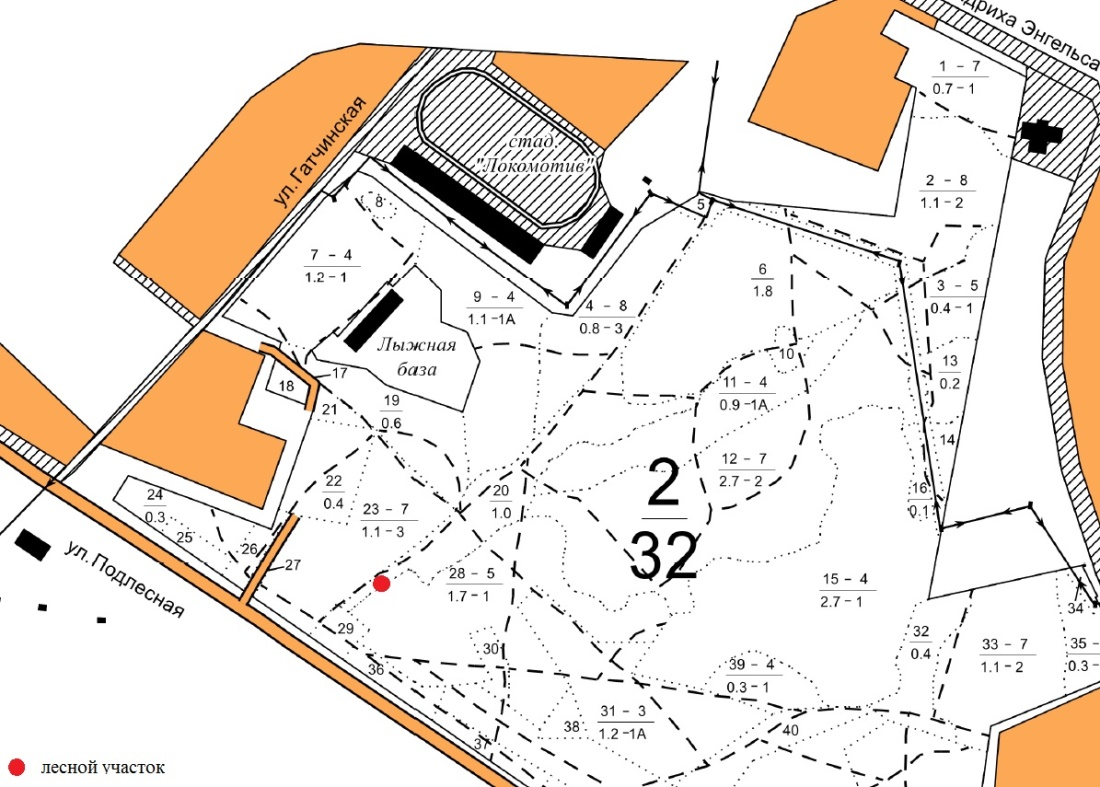 дриха Энгельса
ул. Гатчинская
стад.
"Локомотив"
1 - 7
0.7 - 1
2 - 8
1.1 - 2
8
5
7 - 4
1.2 - 1
6
1.8
9 - 4
1.1 - 1А
4 - 8
0.8 - 3
3 - 5
0.4 - 1
Лыжная
база
10
13
0.2
17
18
11 - 4
0.9 - 1А
19
0.6
21
14
12 - 7
2.7 - 2
2
32
24
0.3
22
0.4
20
1.0
16
0.1
23 - 7
1.1 - 3
25
26
27
28 - 5
1.7 - 1
15 - 4
2.7 - 1
ул. Подлесная
34
29
32
0.4
30
33 - 7
1.1 - 2
35 -
0.3 -
36
39 - 4
0.3 - 1
31 - 3
1.2 - 1А
38
40
37
лесной участок